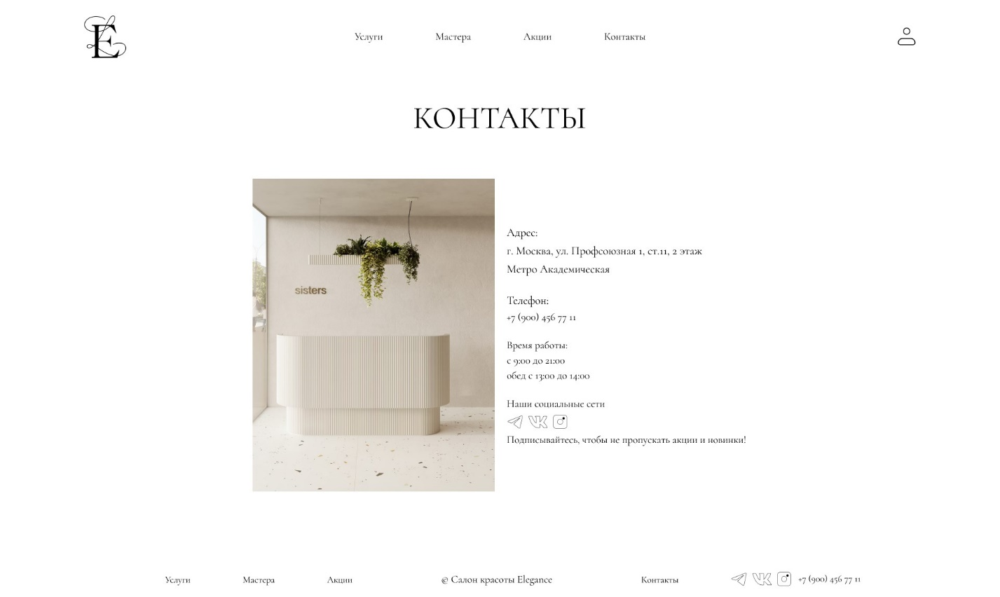 E
Услуги Мастера Акции Контакты
КОНТАКТЫ
sisters
Адрес:
г. Москва, ул. Профсоюзная 1, ст.11, 2 этаж
Метро Академическая
Телефон:
+7 (900) 456 77 11
Время работы:
с 9:00 до 21:00
обед с 13:00 до 14:00
Наши социальные сети
Подписывайтесь, чтобы не пропускать акции и новинки!
Услуги Мастера Акции © Салон красоты Elegance Контакты +7 (900) 456 77 11